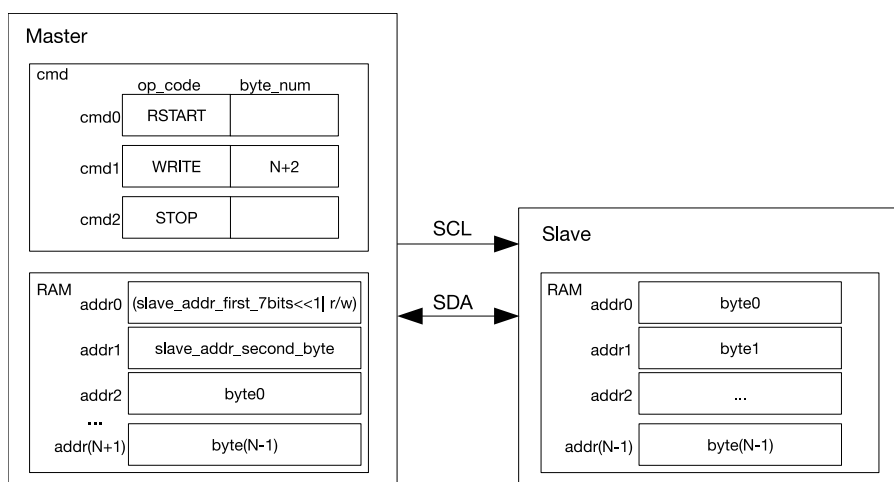 Master
cmd
op_code byte_num
cmd0 RSTART
cmd1 WRITE N+2
cmd2 STOP
RAM
addr0 (slave_addr_first_7bits<<1| r/w)
addr1 slave_addr_second_byte
addr2 byte0
...
addr(N+1) byte(N-1)
SCL
SDA
Slave
RAM
addr0 byte0
addr1 byte1
addr2 ...
addr(N-1) byte(N-1)